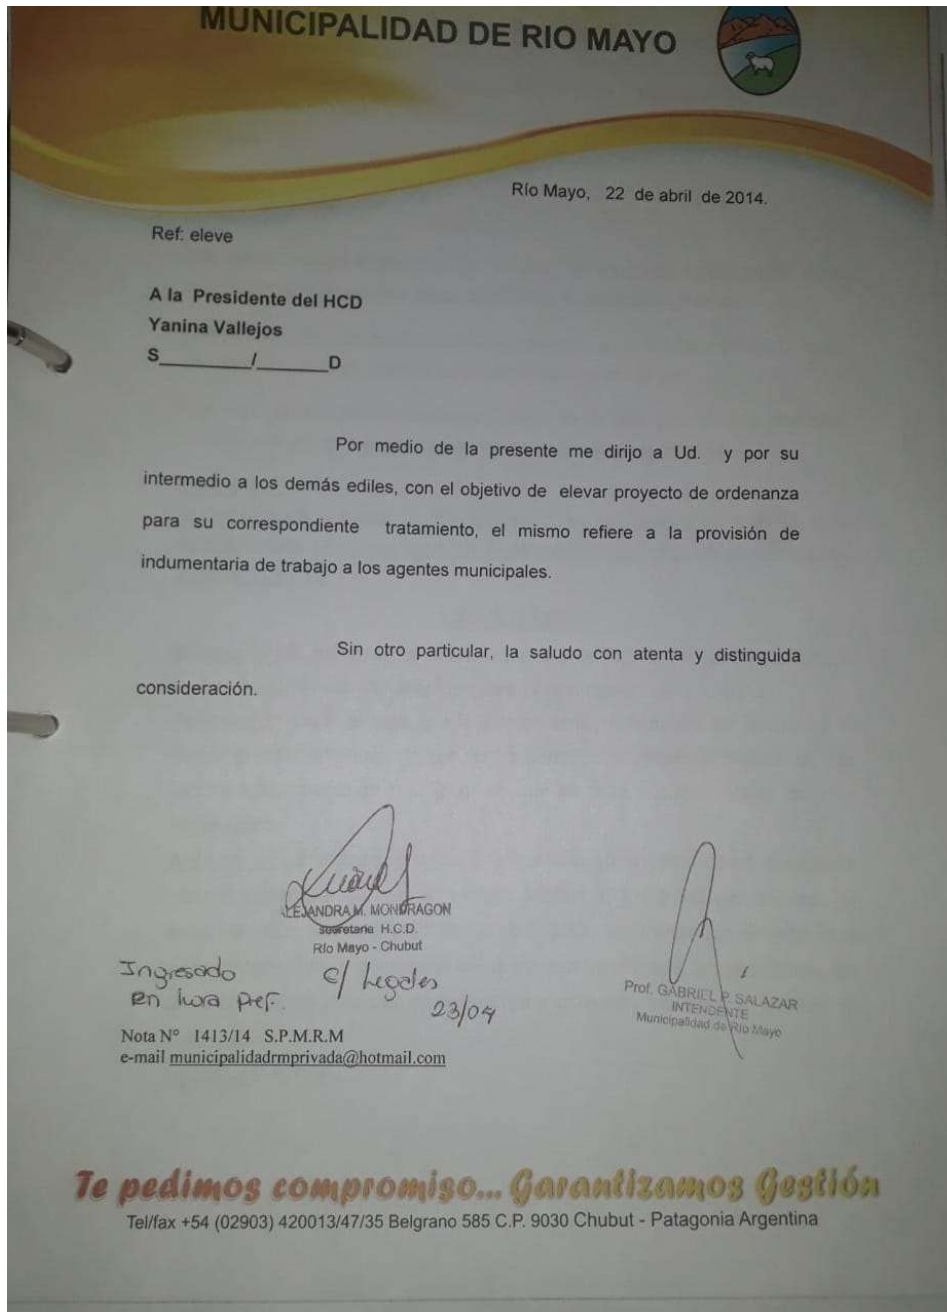 MUNICIPALIDAD DE RIO MAYO
Río Mayo, 22 de abril de 2014.
Ref: eleve
A la Presidente del HCD
Yanina Vallejos
S________/______D
Por medio de la presente me dirijo a Ud. y por su
intermedio a los demás ediles, con el objetivo de elevar proyecto de ordenanza
para su correspondiente tratamiento, el mismo refiere a la provisión de
indumentaria de trabajo a los agentes municipales.
Sin otro particular, la saludo con atenta y distinguida
consideración.
LEJANDRA M. MONDRAGON
secretaria H.C.D.
Río Mayo - Chubut
Ingresado c/ Legales
en hora pref. 23/04
Prof. GABRIEL P. SALAZAR
INTENDENTE
Municipalidad de Río Mayo
Nota Nº 1413/14 S.P.M.R.M
e-mail municipalidadrmprivada@hotmail.com
Te pedimos compromiso... Garantizamos Gestión
Tel/fax +54 (02903) 420013/47/35 Belgrano 585 C.P. 9030 Chubut - Patagonia Argentina